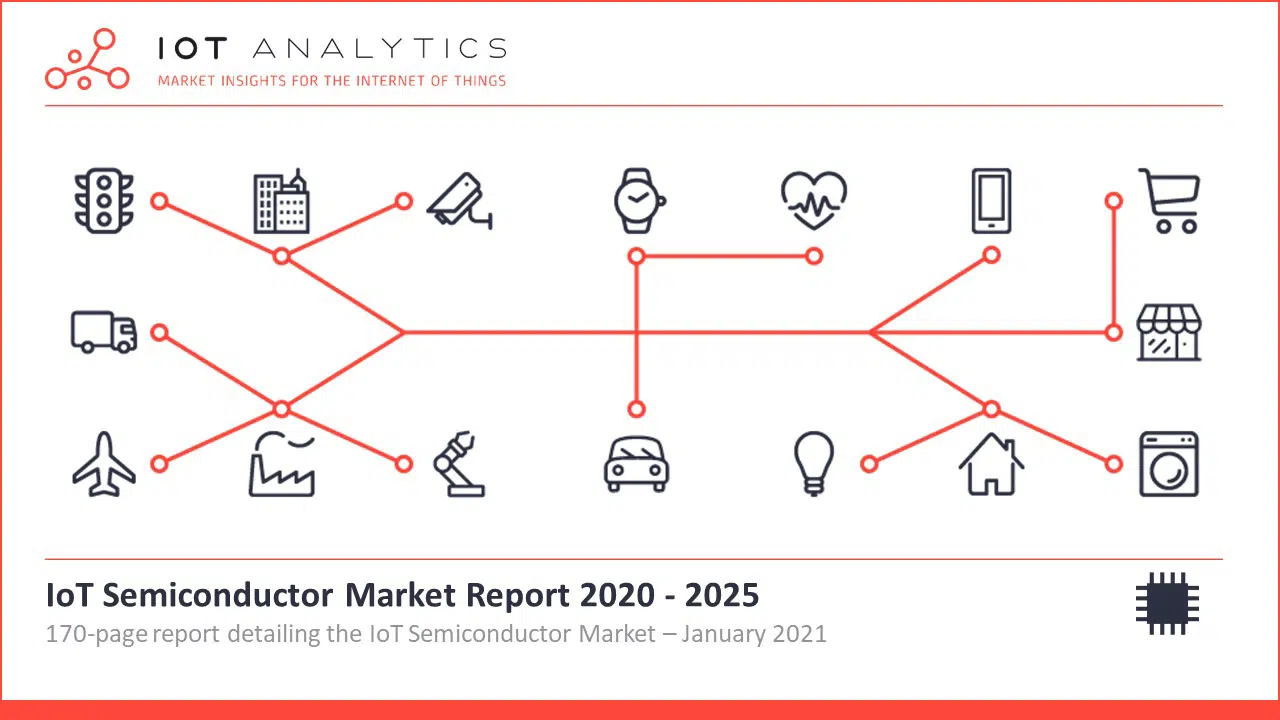 IOT ANALYTICS
MARKET INSIGHTS FOR THE INTERNET OF THINGS
IoT Semiconductor Market Report 2020 - 2025
170-page report detailing the IoT Semiconductor Market – January 2021